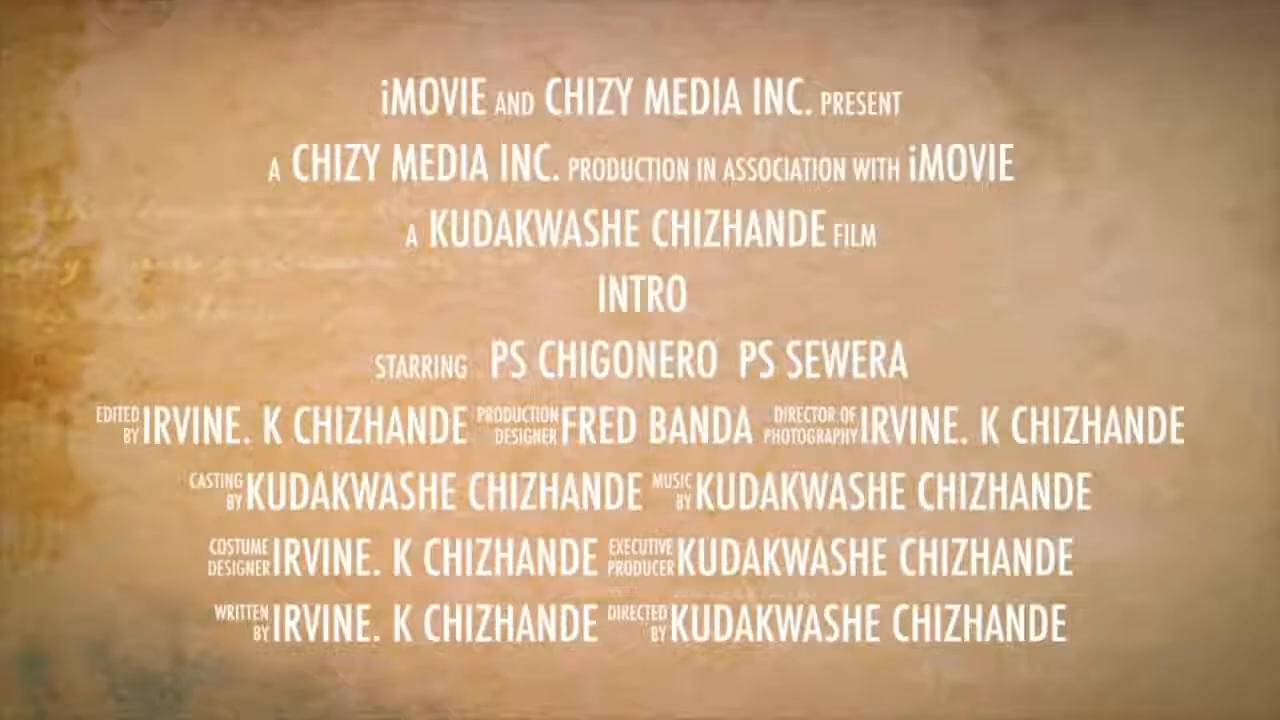 iMOVIE AND CHIZY MEDIA INC. PRESENT
A CHIZY MEDIA INC. PRODUCTION IN ASSOCIATION WITH iMOVIE
A KUDAKWASHE CHIZHANDE FILM
INTRO
STARRING PS CHIGONERO PS SEWERA
EDITED BY IRVINE. K CHIZHANDE PRODUCTION DESIGNER FRED BANDA DIRECTOR OF PHOTOGRAPHY IRVINE. K CHIZHANDE
CASTING BY KUDAKWASHE CHIZHANDE MUSIC BY KUDAKWASHE CHIZHANDE
COSTUME DESIGNER IRVINE. K CHIZHANDE EXECUTIVE PRODUCER KUDAKWASHE CHIZHANDE
WRITTEN BY IRVINE. K CHIZHANDE DIRECTED BY KUDAKWASHE CHIZHANDE